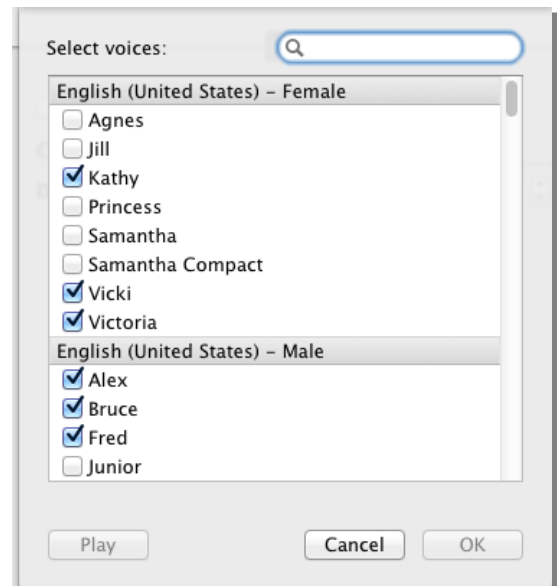 Select voices:
English (United States) – Female
Agnes
Jill
Kathy
Princess
Samantha
Samantha Compact
Vicki
Victoria
English (United States) – Male
Alex
Bruce
Fred
Junior
Play
Cancel
OK